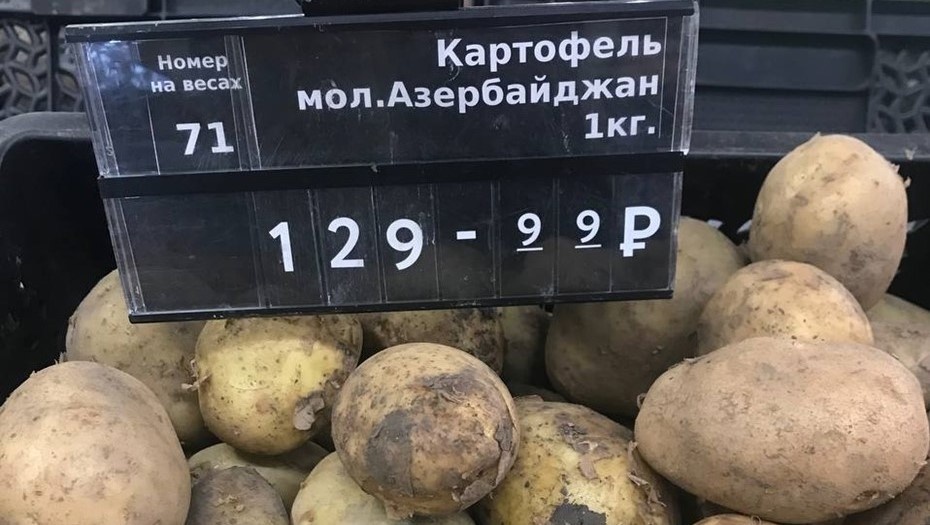 Номер
на весах
71
Картофель
мол.Азербайджан
1кг.
129-99₽